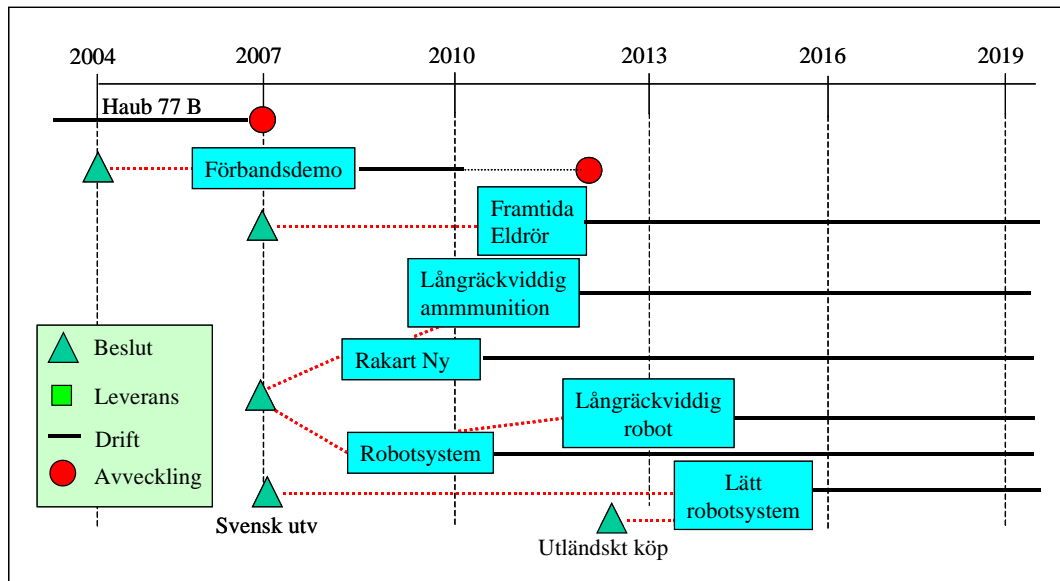 2004 2007 2010 2013 2016 2019
Haub 77 B
Förbandsdemo
Framtida
Eldrör
Långräckviddig
ammmunition
Rakart Ny
Långräckviddig
robot
Robotsystem
Lätt
robotsystem
Svensk utv
Utländskt köp
Beslut
Leverans
Drift
Avveckling